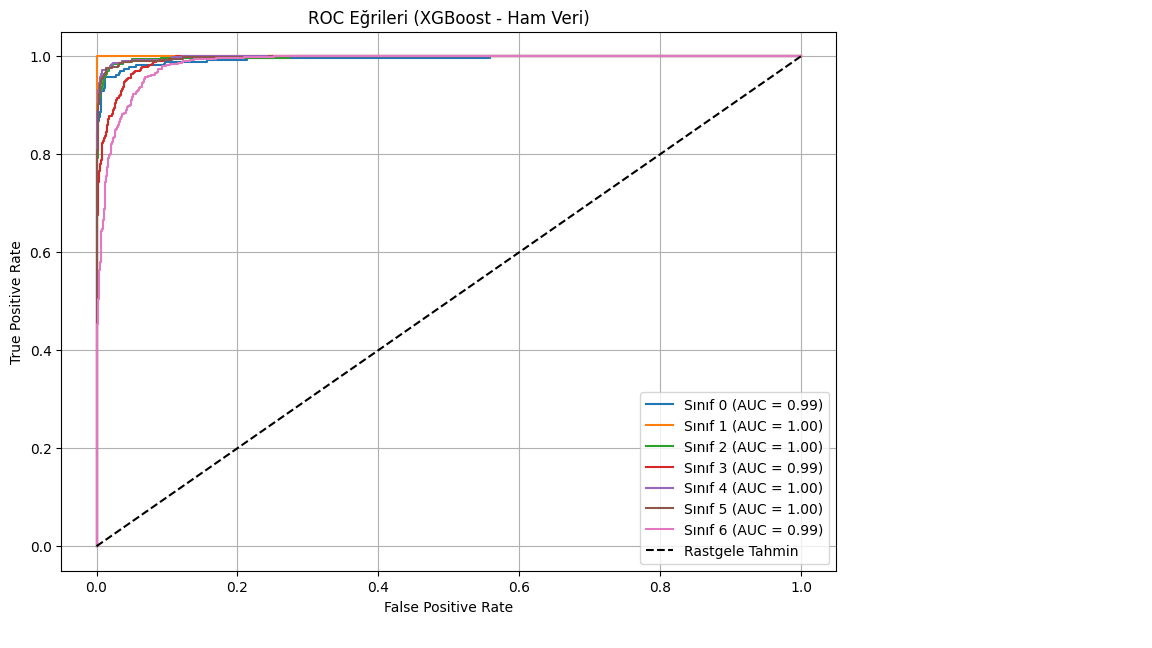 ROC Eğrileri (XGBoost - Ham Veri)
1.0
0.8
0.6
0.4
0.2
0.0
True Positive Rate
0.0 0.2 0.4 0.6 0.8 1.0
False Positive Rate
Sınıf 0 (AUC = 0.99)
Sınıf 1 (AUC = 1.00)
Sınıf 2 (AUC = 1.00)
Sınıf 3 (AUC = 0.99)
Sınıf 4 (AUC = 1.00)
Sınıf 5 (AUC = 1.00)
Sınıf 6 (AUC = 0.99)
Rastgele Tahmin